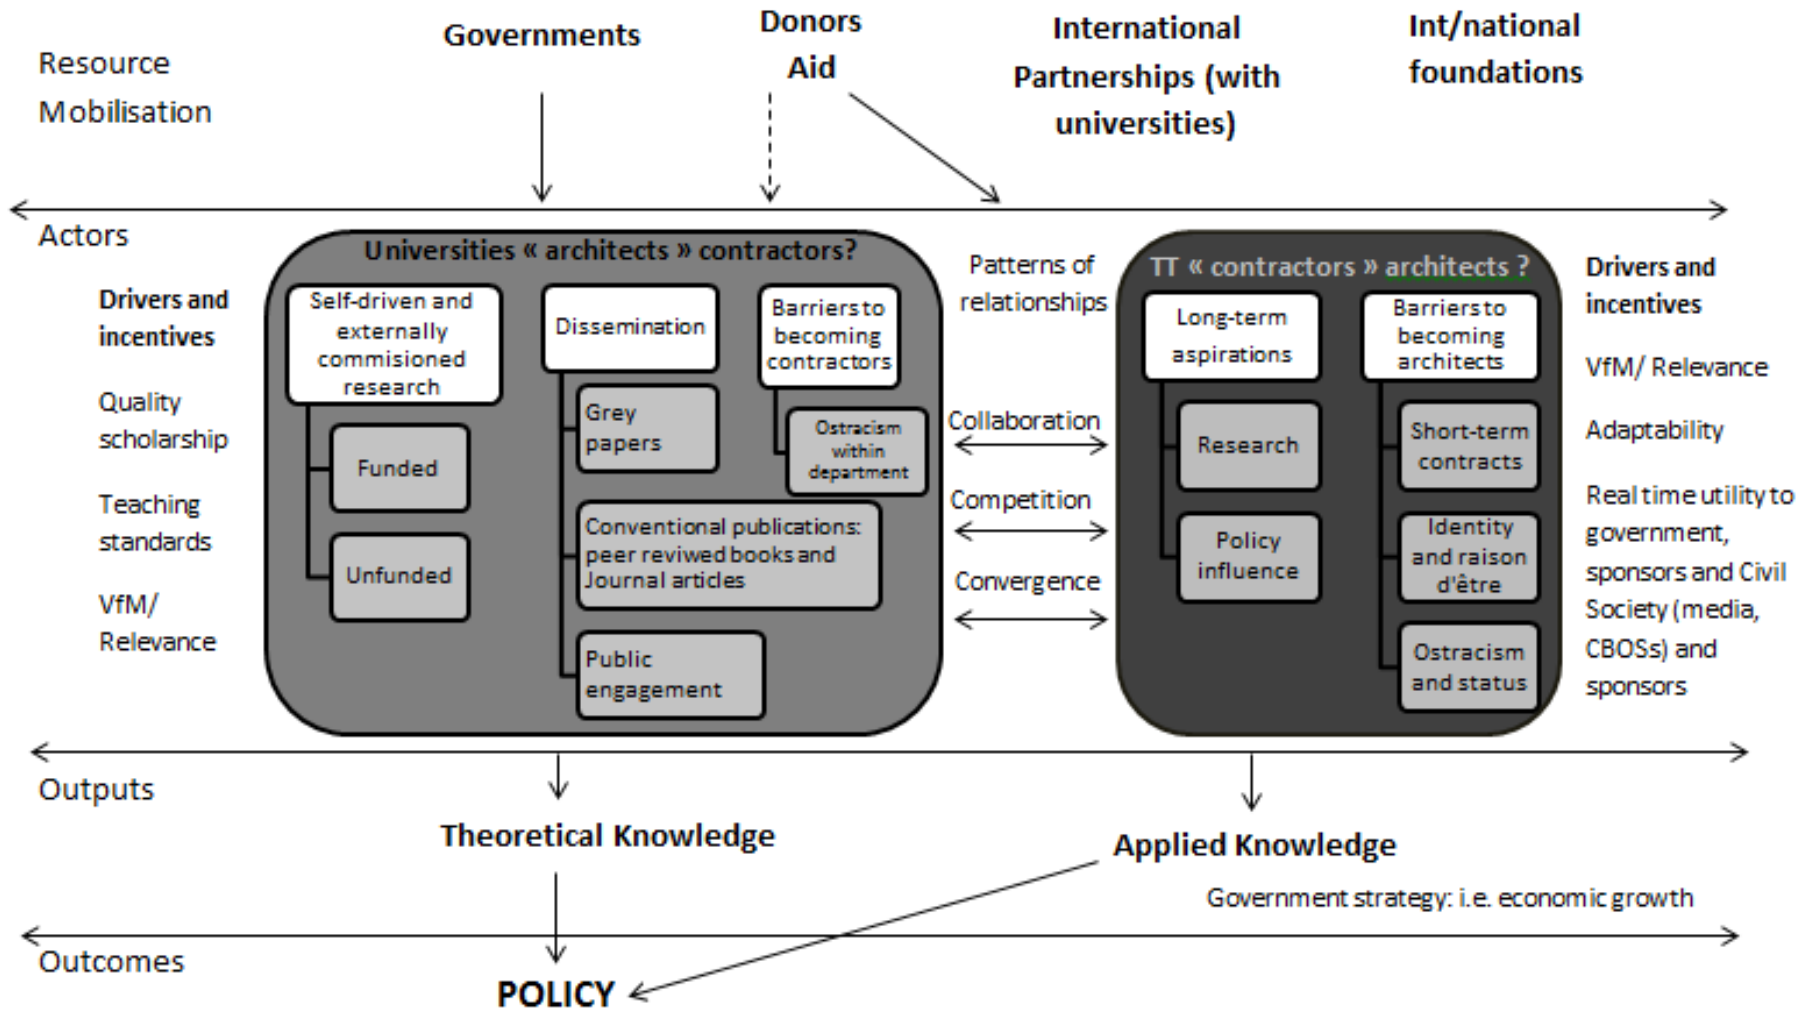 Resource
Mobilisation
Governments
Donors
Aid
International
Partnerships (with
universities)
Int/national
foundations
Actors
Drivers and
incentives
Quality
scholarship
Teaching
standards
VfM/
Relevance
Universities « architects » contractors?
Self-driven and
externally
commisioned
research
Funded
Unfunded
Dissemination
Grey
papers
Conventional publications:
peer reviwed books and
Journal articles
Public
engagement
Barriers to
becoming
contractors
Ostracism
within
department
Patterns of
relationships
Collaboration
Competition
Convergence
TT « contractors » architects ?
Long-term
aspirations
Research
Policy
influence
Barriers to
becoming
architects
Short-term
contracts
Identity
and raison
d'être
Ostracism
and status
Drivers and
incentives
VfM/ Relevance
Adaptability
Real time utility to
government,
sponsors and Civil
Society (media,
CBOSs) and
sponsors
Outputs
Theoretical Knowledge
Applied Knowledge
Government strategy: i.e. economic growth
Outcomes
POLICY